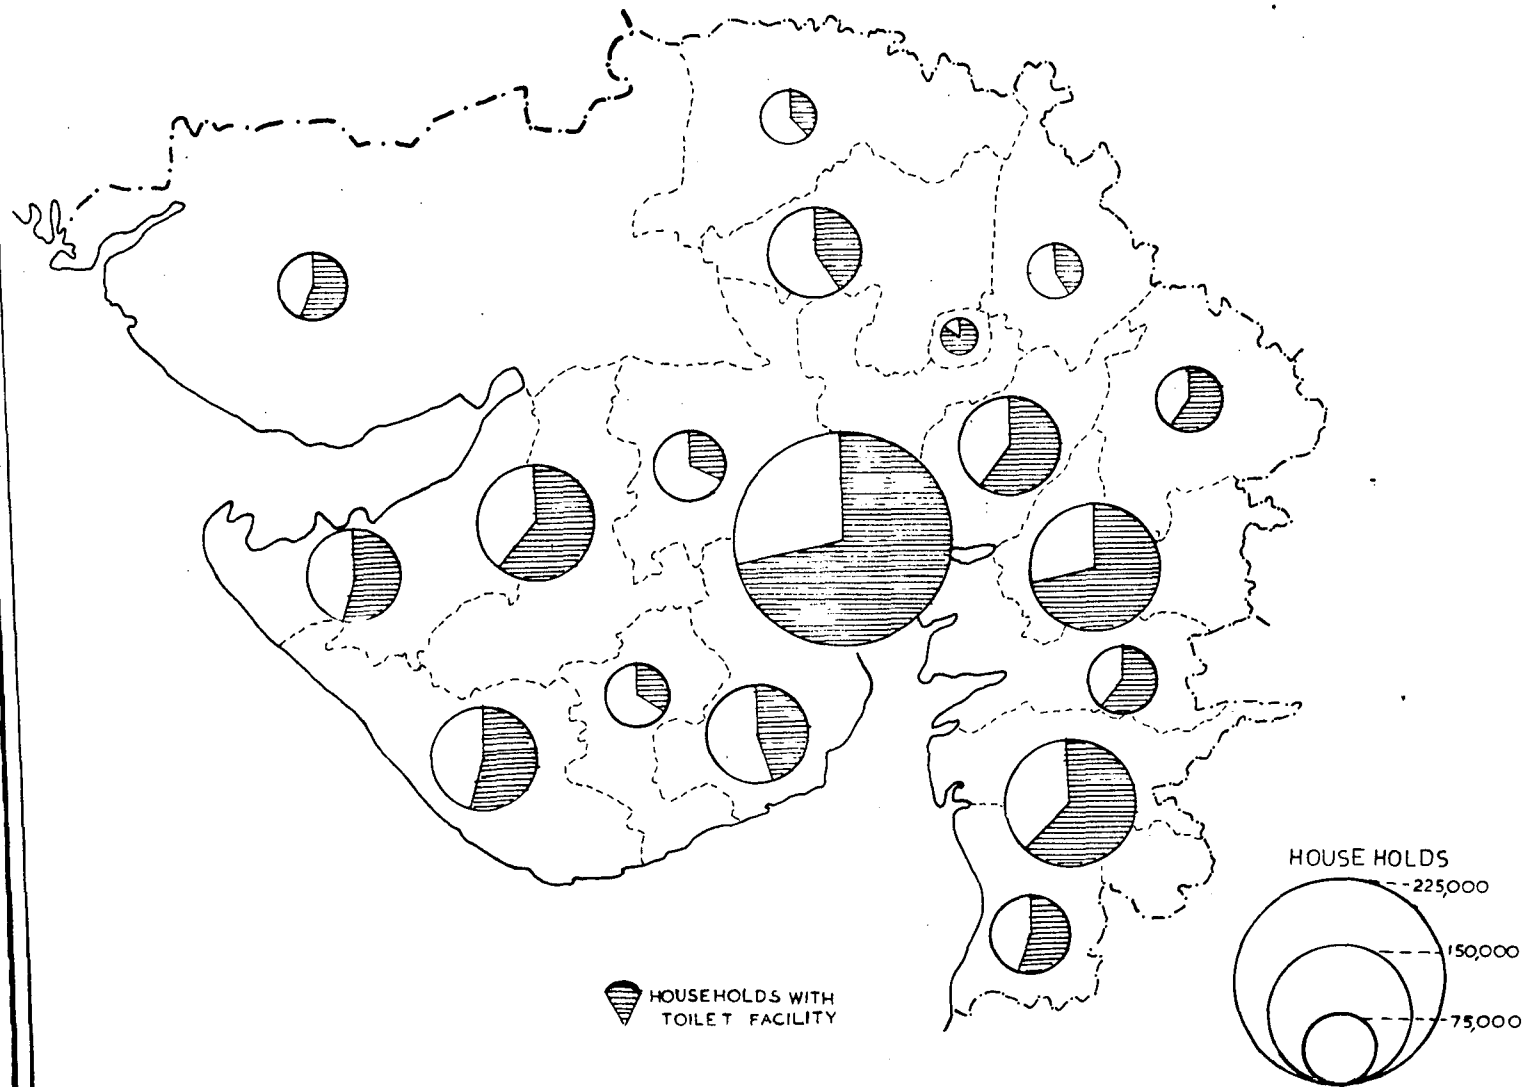 HOUSE HOLDS
225,000
150,000
75,000
HOUSEHOLDS WITH
TOILET FACILITY